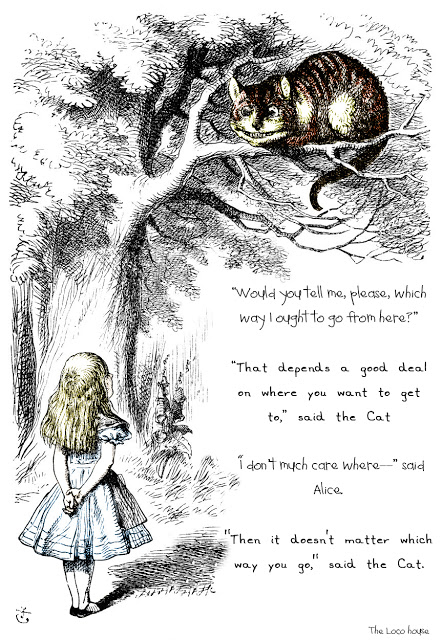 "Would you tell me, please, which
way I ought to go from here?"
"That depends a good deal
on where you want to get
to," said the Cat
"I don't much care where—" said
Alice.
"Then it doesn't matter which
way you go," said the Cat.
The Loco house